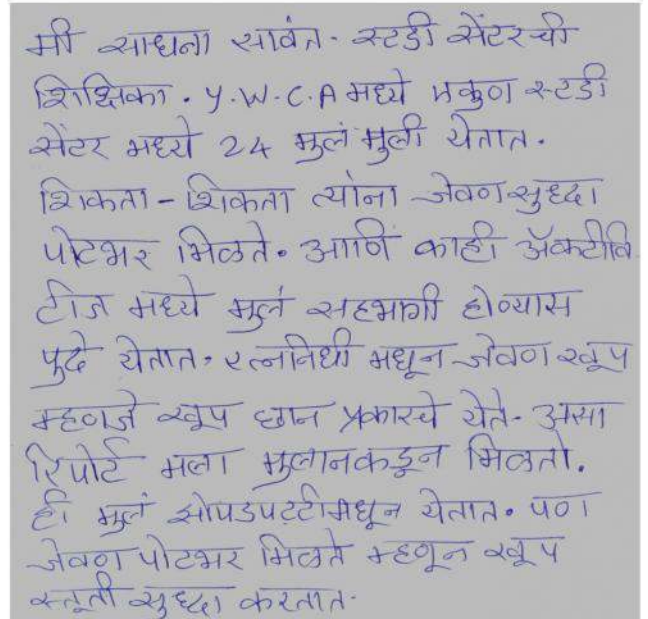 मी साधना सावंत. स्टडी सेंटरची
शिक्षिका. Y.W.C.A मध्ये एकुण स्टडी
सेंटर मध्ये 24 मुलं मुली येतात.
शिकता - शिकता त्यांना जेवण सुध्दा
पोटभर मिळते. आणि काही ॲक्टीवि
टीज मध्ये मुलं सहभागी होण्यास
पुढे येतात. रत्ननिधी मधून जेवण खूप
म्हणजे खूप छान प्रकारचे येते. असा
रिपोर्ट मला मुलानकडून मिळतो.
ही मुलं झोपडपट्टीमधून येतात. पण
जेवण पोटभर मिळते म्हणून खूप
स्तूती सुध्दा करतात.